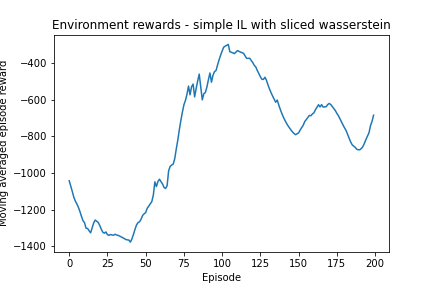 Environment rewards - simple IL with sliced wasserstein
Moving averaged episode reward
−400
−600
−800
−1000
−1200
−1400
0 25 50 75 100 125 150 175 200
Episode